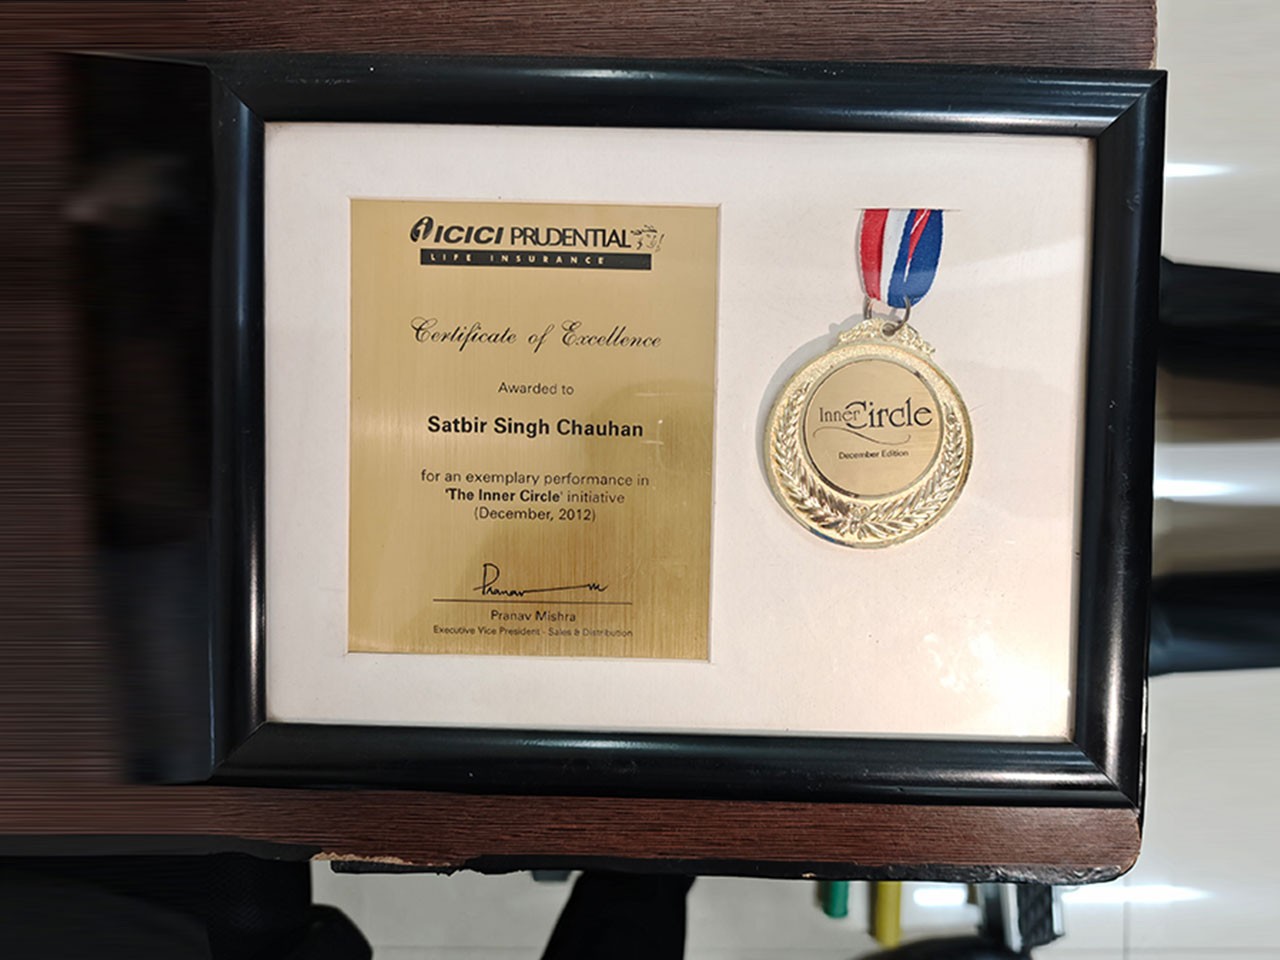 ICICI PRUDENTIAL
LIFE INSURANCE
Certificate of Excellence
Awarded to
Satbir Singh Chauhan
for an exemplary performance in
'The Inner Circle' initiative
(December, 2012)
Pranav M
Pranav Mishra
Executive Vice President - Sales & Distribution
Inner Circle
December Edition